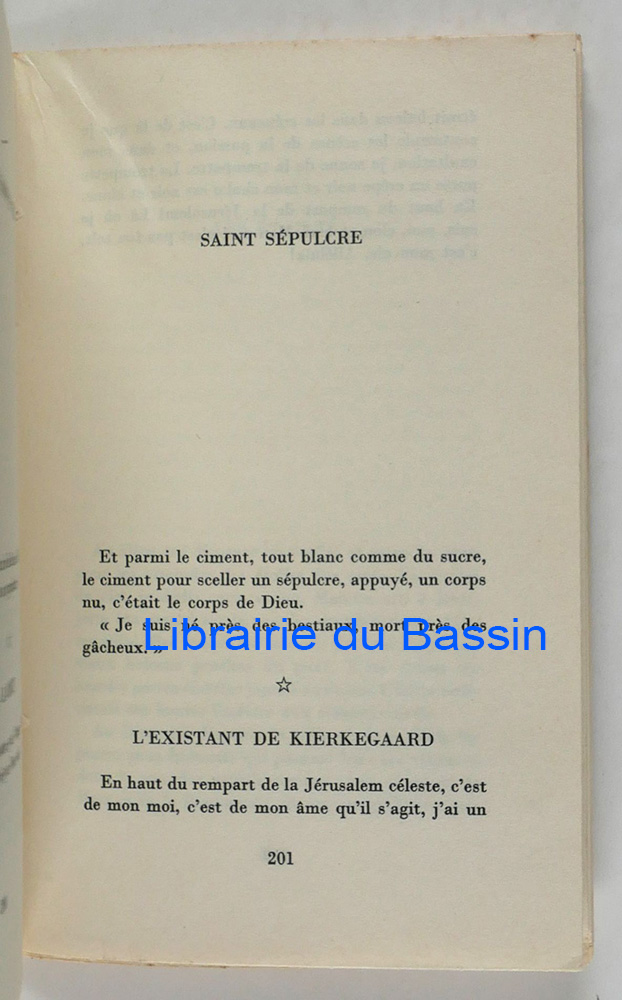 SAINT SÉPULCRE
Et parmi le ciment, tout blanc comme du sucre,
le ciment pour sceller un sépulcre, appuyé, un corps
nu, c'était le corps de Dieu.
« Je suis né près des bestiaux, mort près des
gâcheux. »
Librairie du Bassin
☆
L'EXISTANT DE KIERKEGAARD
En haut du rempart de la Jérusalem céleste, c'est
de mon moi, c'est de mon âme qu'il s'agit, j'ai un
201